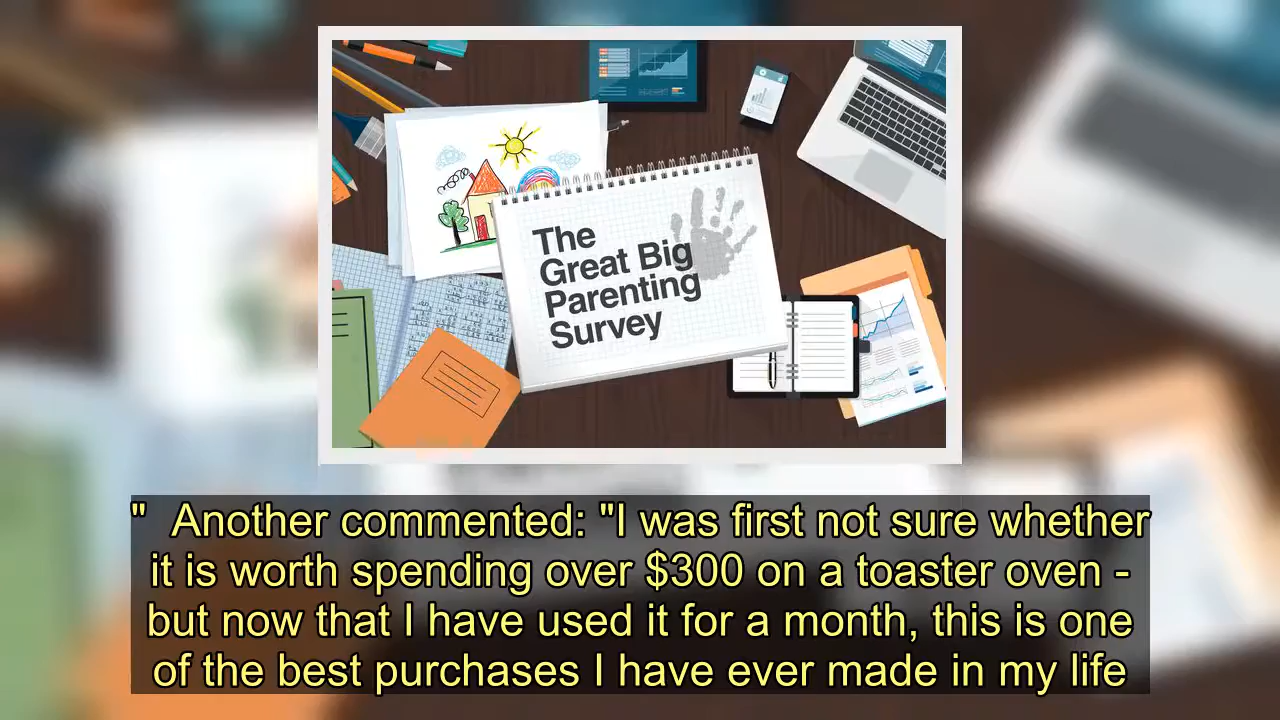 The
Great Big
Parenting
Survey
"  Another commented: "I was first not sure whether
it is worth spending over $300 on a toaster oven -
but now that I have used it for a month, this is one
of the best purchases I have ever made in my life